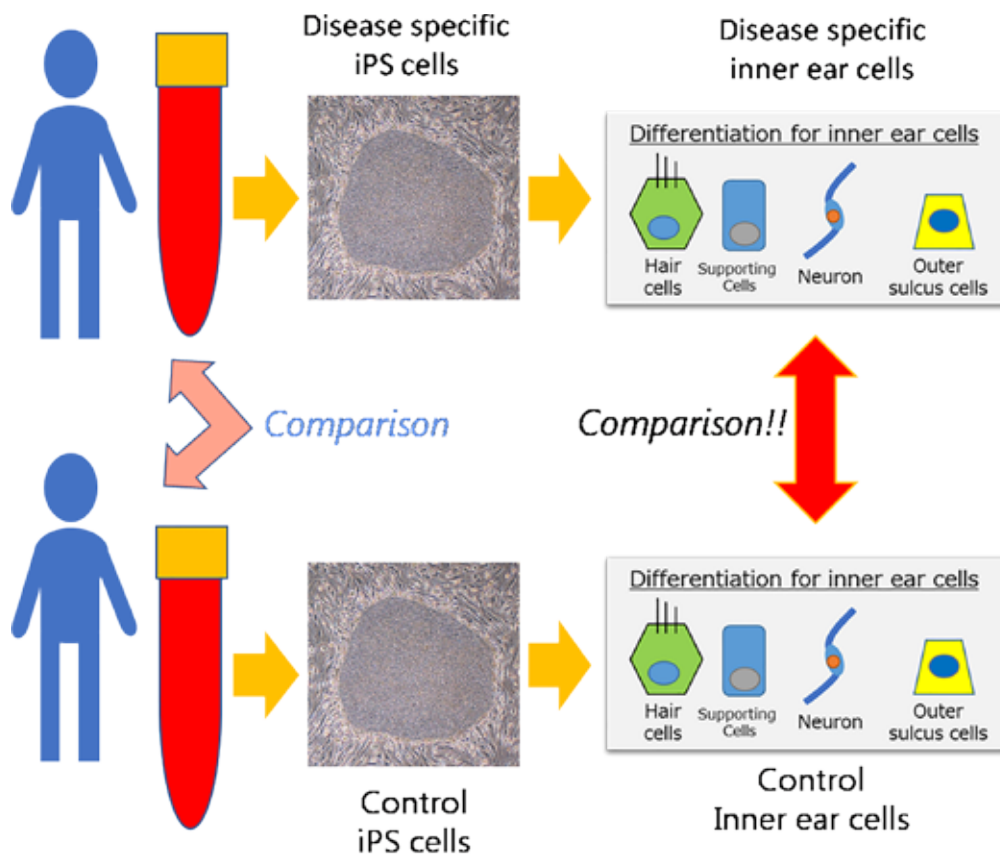 Disease specific
iPS cells
Disease specific
inner ear cells
Differentiation for inner ear cells
Hair
cells
Supporting
Cells
Neuron
Outer
sulcus cells
Comparison
Comparison!!
Differentiation for inner ear cells
Hair
cells
Supporting
Cells
Neuron
Outer
sulcus cells
Control
iPS cells
Control
Inner ear cells